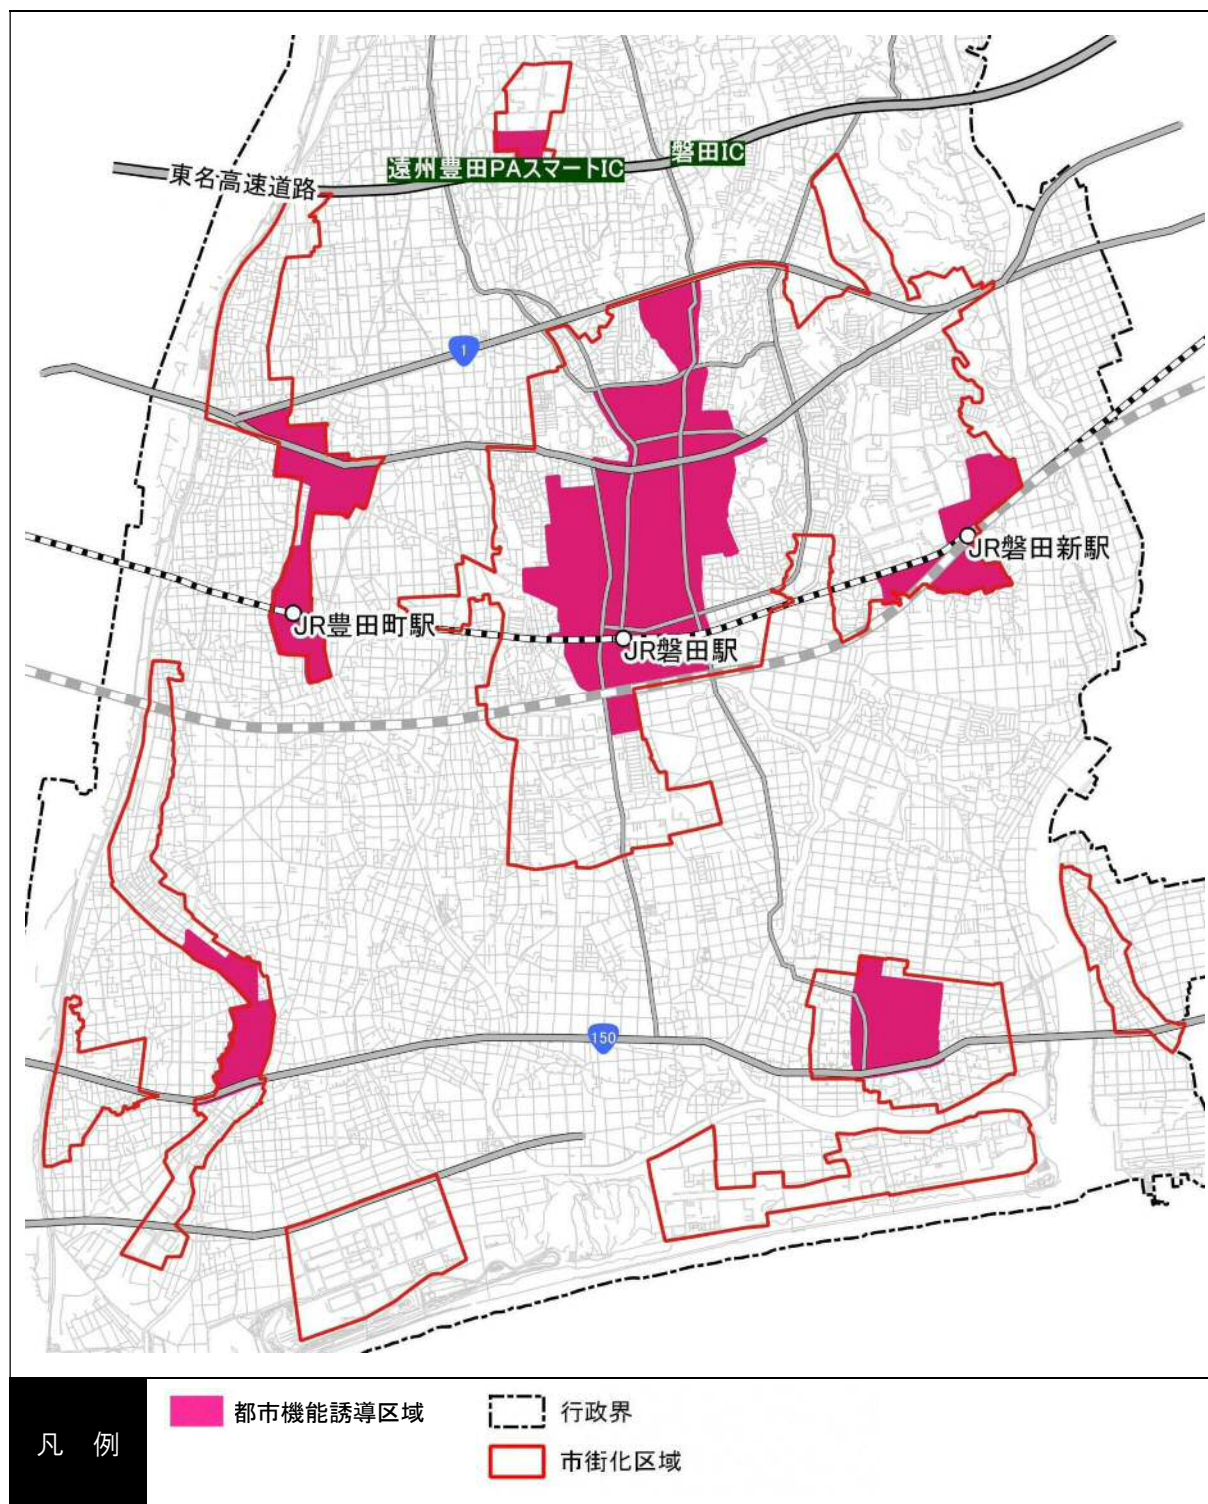 磐田IC
遠州豊田PAスマートIC
東名高速道路
1
JR磐田新駅
JR豊田町駅
JR磐田駅
150
凡 例
都市機能誘導区域
行政界
市街化区域